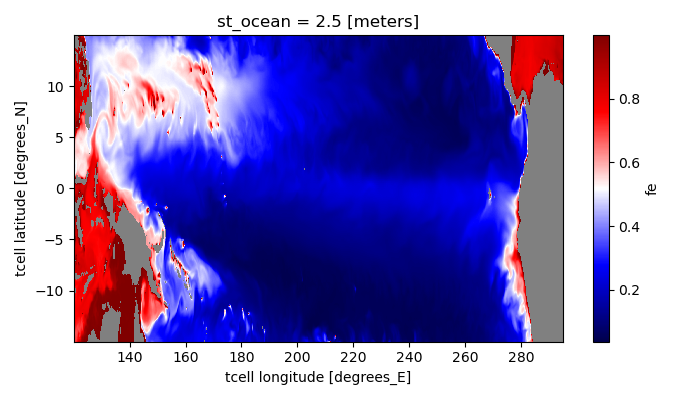 st_ocean = 2.5 [meters]
tcell latitude [degrees_N]
10
5
0
−5
−10
140 160 180 200 220 240 260 280
tcell longitude [degrees_E]
0.8
0.6
0.4
0.2
fe